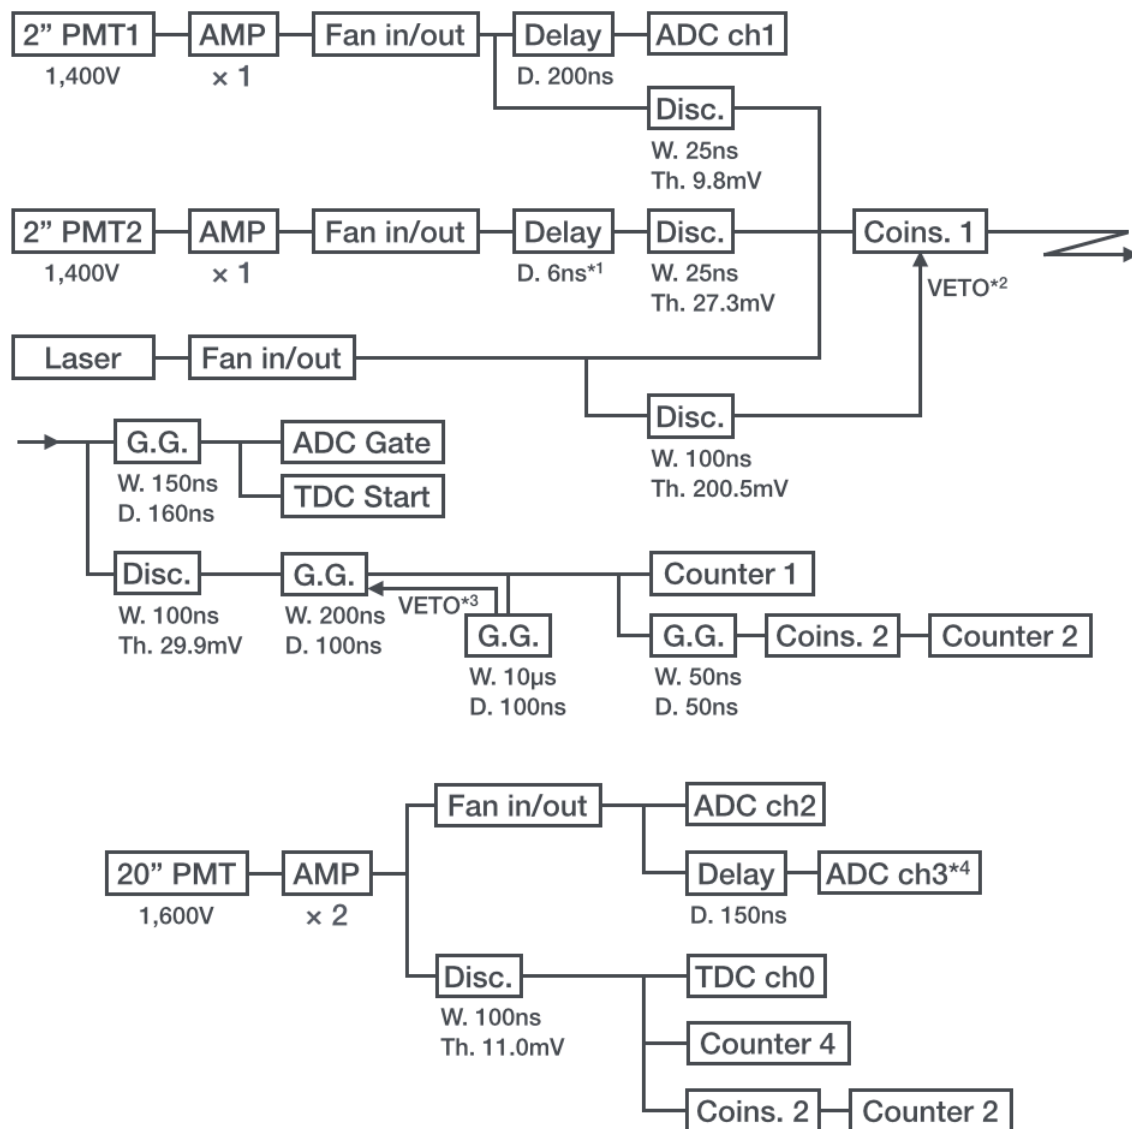 2” PMT1 AMP Fan in/out Delay ADC ch1
1,400V × 1 D. 200ns
Disc.
W. 25ns
Th. 9.8mV
2” PMT2 AMP Fan in/out Delay Disc. Coins. 1
1,400V × 1 D. 6ns*1 W. 25ns
Th. 27.3mV
VETO*2
Laser Fan in/out
Disc.
W. 100ns
Th. 200.5mV
G.G. ADC Gate
W. 150ns
D. 160ns
TDC Start
Disc. G.G. Counter 1
W. 100ns W. 200ns
Th. 29.9mV D. 100ns
VETO*3
G.G. G.G. Coins. 2 Counter 2
W. 10μs W. 50ns
D. 100ns D. 50ns
Fan in/out ADC ch2
20” PMT AMP Delay ADC ch3*4
1,600V × 2 D. 150ns
Disc. TDC ch0
W. 100ns
Th. 11.0mV
Counter 4
Coins. 2 Counter 2